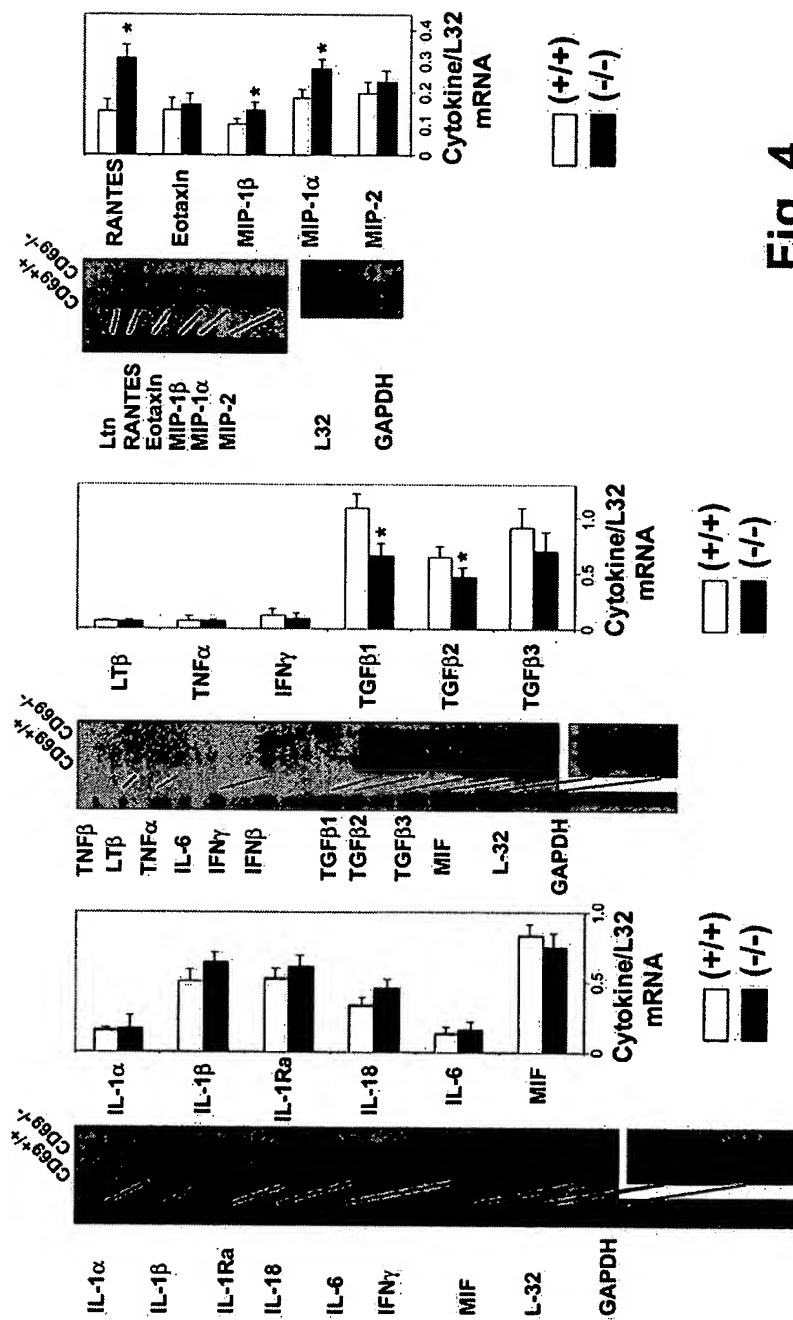 CD69+/+ CD69-/-
IL-1α
IL-1β
IL-1Ra
IL-18
IL-6
IFNγ
MIF
L-32
GAPDH
IL-1α
IL-1β
IL-1Ra
IL-18
IL-6
MIF
0 0.5 1.0
Cytokine/L32
mRNA
(+/+)
(-/-)
CD69+/+ CD69-/-
TNFβ
LTβ
TNFα
IL-6
IFNγ
IFNβ
TGFβ1
TGFβ2
TGFβ3
MIF
L-32
GAPDH
LTβ
TNFα
IFNγ
TGFβ1 *
TGFβ2 *
TGFβ3
0 0.5 1.0
Cytokine/L32
mRNA
(+/+)
(-/-)
CD69+/+ CD69-/-
Ltn
RANTES
Eotaxin
MIP-1β
MIP-1α
MIP-2
L32
GAPDH
RANTES *
Eotaxin
MIP-1β *
MIP-1α *
MIP-2
0 0.1 0.2 0.3 0.4
Cytokine/L32
mRNA
(+/+)
(-/-)
Fig. 4